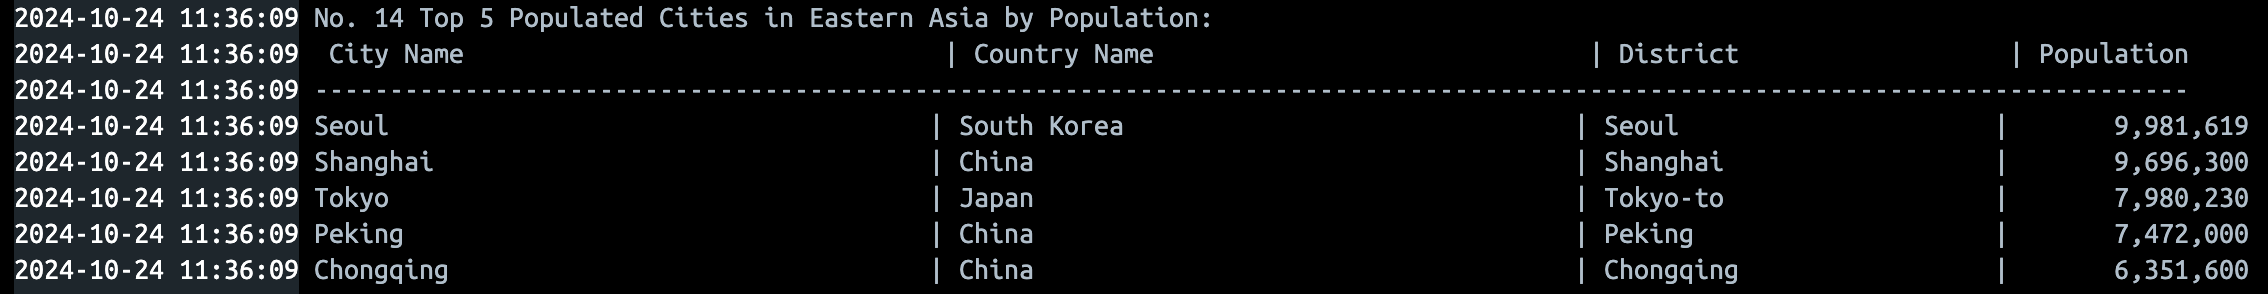 2024-10-24 11:36:09 No. 14 Top 5 Populated Cities in Eastern Asia by Population:
2024-10-24 11:36:09 City Name | Country Name | District | Population
2024-10-24 11:36:09 -----------------------------------------------------------------------------------------------------------------------------
2024-10-24 11:36:09 Seoul | South Korea | Seoul | 9,981,619
2024-10-24 11:36:09 Shanghai | China | Shanghai | 9,696,300
2024-10-24 11:36:09 Tokyo | Japan | Tokyo-to | 7,980,230
2024-10-24 11:36:09 Peking | China | Peking | 7,472,000
2024-10-24 11:36:09 Chongqing | China | Chongqing | 6,351,600